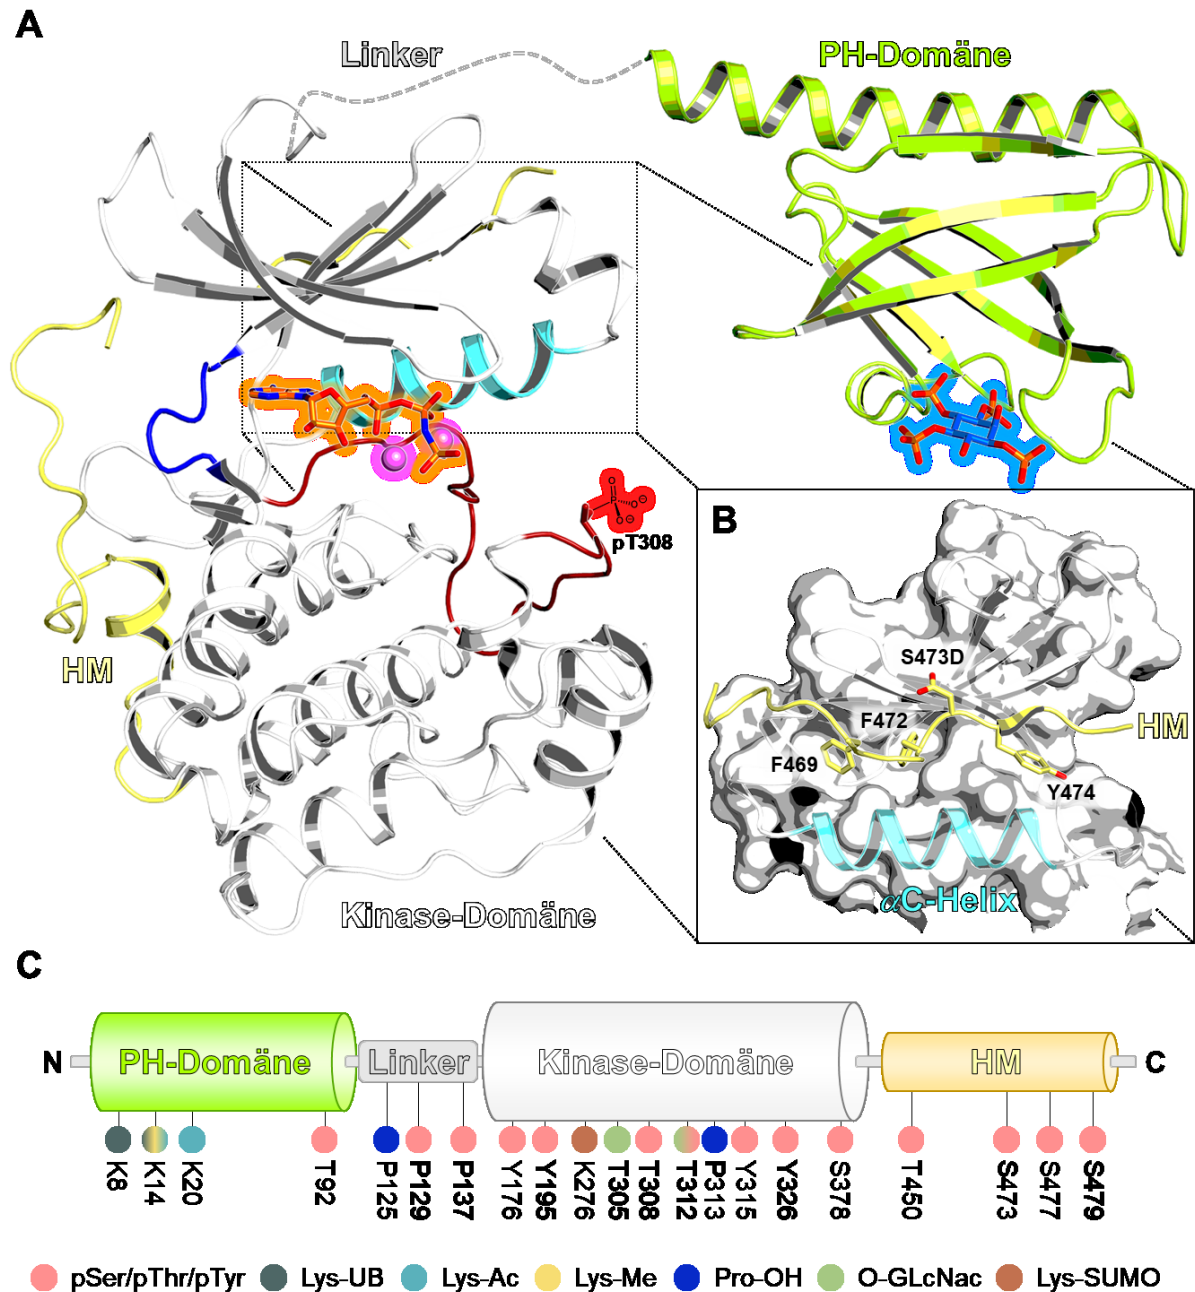 A
Linker
PH-Domäne
pT308
HM
Kinase-Domäne
B
S473D
F472
HM
F469
Y474
αC-Helix
C
N
PH-Domäne
Linker
Kinase-Domäne
HM
C
K8
K14
K20
T92
P125
P129
P137
Y176
Y195
K276
T305
T308
T312
P313
Y315
Y326
S378
T450
S473
S477
S479
pSer/pThr/pTyr Lys-UB Lys-Ac Lys-Me Pro-OH O-GLcNac Lys-SUMO